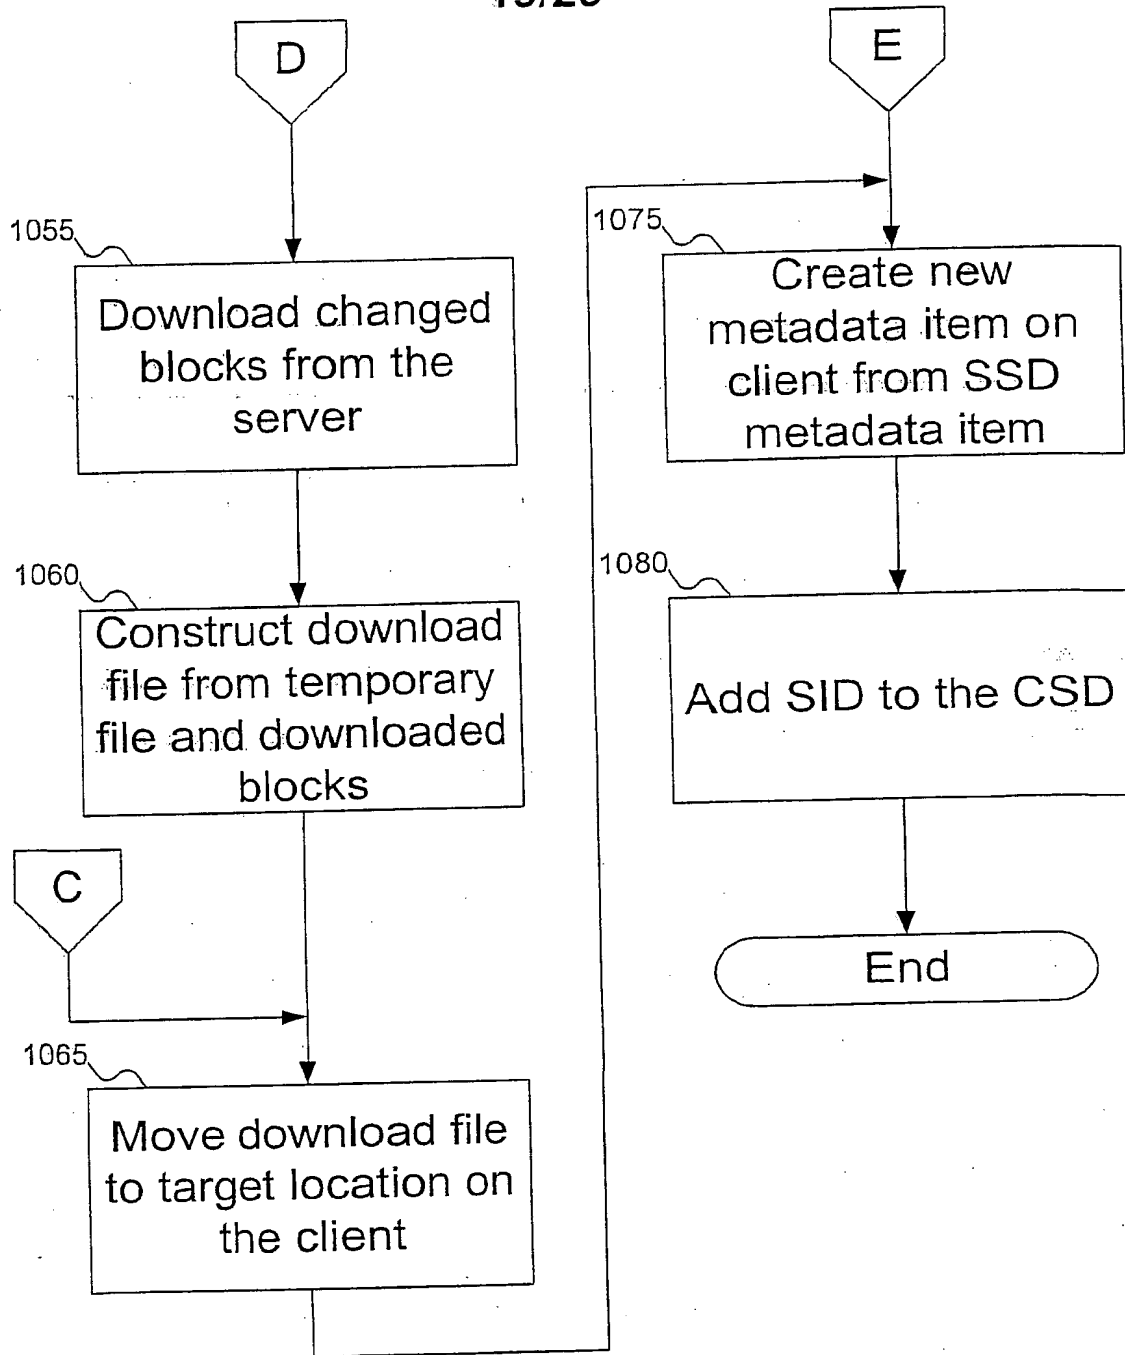 D
1055
Download changed
blocks from the
server
1060
Construct download
file from temporary
file and downloaded
blocks
C
1065
Move download file
to target location on
the client
E
1075
Create new
metadata item on
client from SSD
metadata item
1080
Add SID to the CSD
End